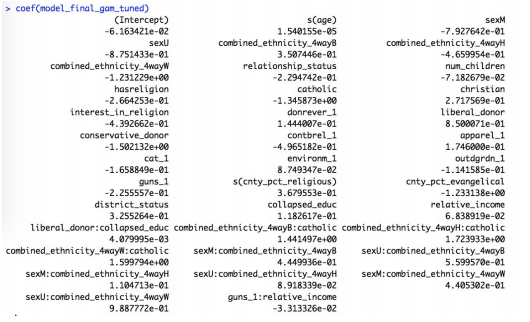 > coef(model_final_gam_tuned)
(Intercept) s(age) sexM
-6.163421e-02 1.540155e-05 -7.927642e-01
sexU combined_ethnicity_4wayB combined_ethnicity_4wayH
-8.751433e-01 3.507446e-01 -4.659954e-01
combined_ethnicity_4wayW relationship_status num_children
-1.231229e+00 -2.294742e-01 -7.182679e-02
hasreligion catholic christian
-2.664253e-01 -1.345873e+00 2.717569e-01
interest_in_religion donrever_1 liberal_donor
-4.392662e-01 1.444007e-01 8.500071e-01
conservative_donor contbrel_1 apparel_1
-1.502132e+00 -4.965182e-01 1.746000e-01
cat_1 environm_1 outdgrdn_1
-1.658849e-01 8.749347e-02 -1.141585e-01
guns_1 s(cnty_pct_religious) cnty_pct_evangelical
-2.255557e-01 3.679553e-01 -1.233138e+00
district_status collapsed_educ relative_income
3.255264e-01 1.182617e-01 6.838919e-02
liberal_donor:collapsed_educ combined_ethnicity_4wayB:catholic combined_ethnicity_4wayH:catholic
4.079995e-03 1.441497e+00 1.723933e+00
combined_ethnicity_4wayW:catholic sexM:combined_ethnicity_4wayB sexU:combined_ethnicity_4wayB
1.599794e+00 4.449936e-01 5.599570e-01
sexM:combined_ethnicity_4wayH sexU:combined_ethnicity_4wayH sexM:combined_ethnicity_4wayW
1.104713e-01 8.918339e-02 4.405302e-01
sexU:combined_ethnicity_4wayW guns_1:relative_income
9.887772e-01 -3.313326e-02